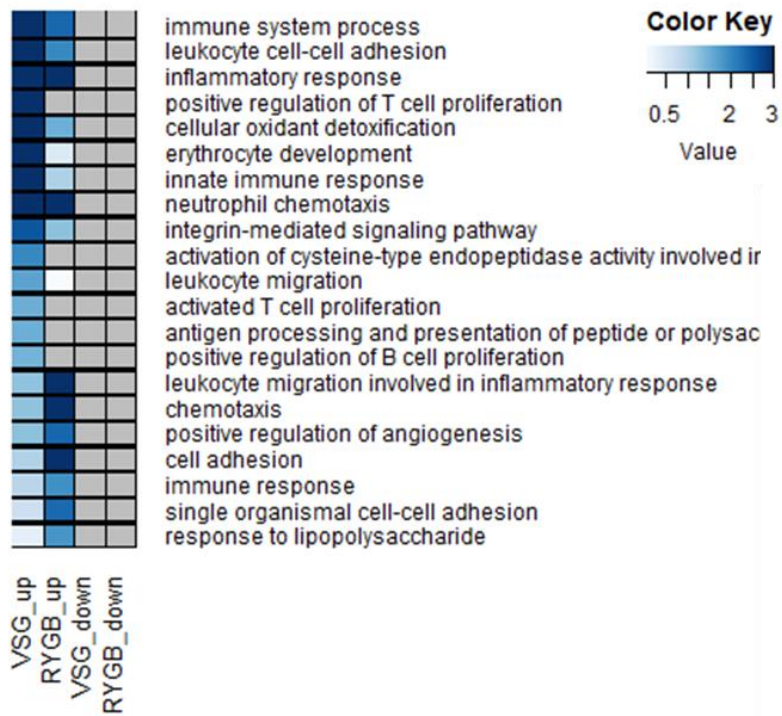 Color Key
0.5 2 3
Value
immune system process
leukocyte cell-cell adhesion
inflammatory response
positive regulation of T cell proliferation
cellular oxidant detoxification
erythrocyte development
innate immune response
neutrophil chemotaxis
integrin-mediated signaling pathway
activation of cysteine-type endopeptidase activity involved ir
leukocyte migration
activated T cell proliferation
antigen processing and presentation of peptide or polysac
positive regulation of B cell proliferation
leukocyte migration involved in inflammatory response
chemotaxis
positive regulation of angiogenesis
cell adhesion
immune response
single organismal cell-cell adhesion
response to lipopolysaccharide
VSG_up
RYGB_up
VSG_down
RYGB_down